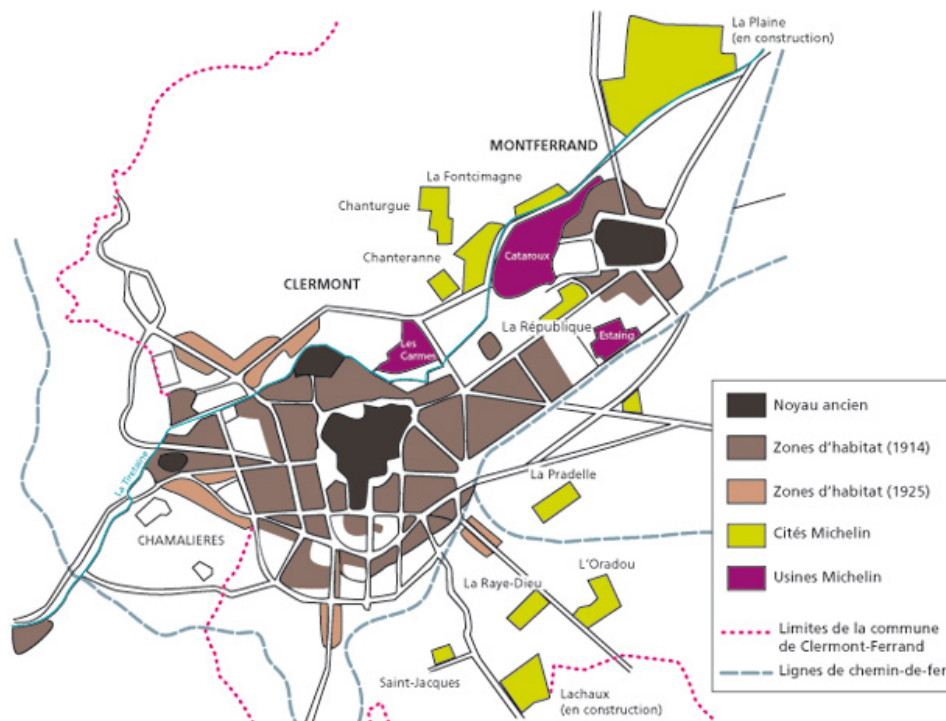 La Plaine
(en construction)
MONTFERRAND
La Fontcimagne
Chanturgue
Chanteranne
Cataroux
CLERMONT
La République
Estaing
Les
Carmes
La Tiretaine
CHAMALIERES
La Pradelle
L'Oradou
La Raye-Dieu
Saint-Jacques
Lachaux
(en construction)
Noyau ancien
Zones d'habitat (1914)
Zones d'habitat (1925)
Cités Michelin
Usines Michelin
Limites de la commune
de Clermont-Ferrand
Lignes de chemin-de-fer